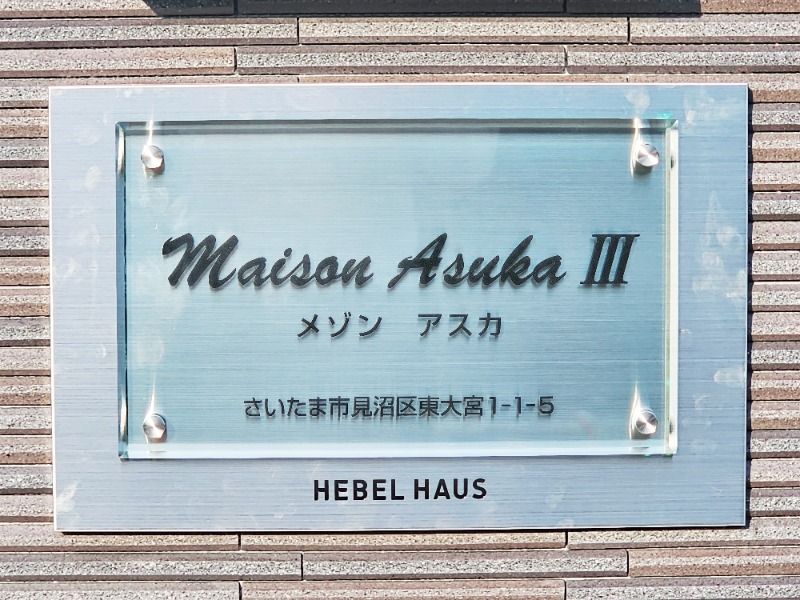 Maison Asuka III
メゾン　アスカ
さいたま市見沼区東大宮1-1-5
HEBEL HAUS